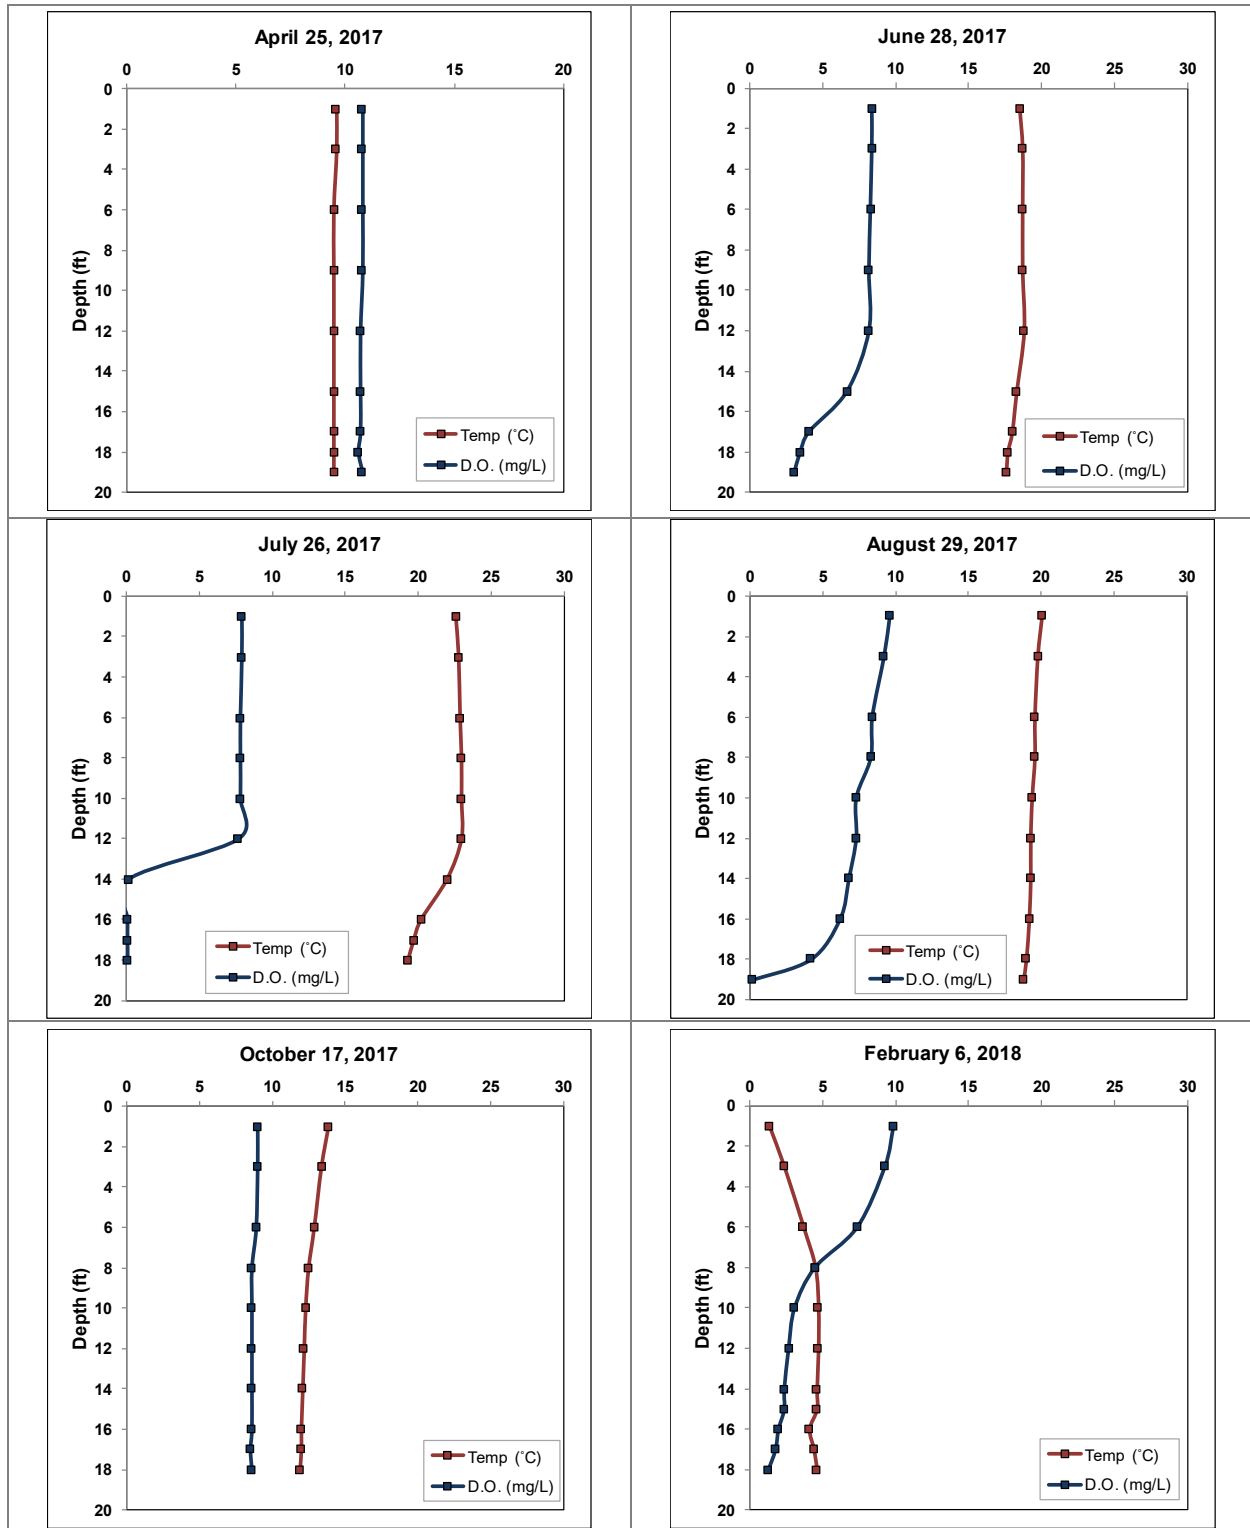 April 25, 2017
0 5 10 15 20
0
2
4
6
8
10
12
14
16
18
20
Depth (ft)
Temp (˚C)
D.O. (mg/L)
June 28, 2017
0 5 10 15 20 25 30
0
2
4
6
8
10
12
14
16
18
20
Depth (ft)
Temp (˚C)
D.O. (mg/L)
July 26, 2017
0 5 10 15 20 25 30
0
2
4
6
8
10
12
14
16
18
20
Depth (ft)
Temp (˚C)
D.O. (mg/L)
August 29, 2017
0 5 10 15 20 25 30
0
2
4
6
8
10
12
14
16
18
20
Depth (ft)
Temp (˚C)
D.O. (mg/L)
October 17, 2017
0 5 10 15 20 25 30
0
2
4
6
8
10
12
14
16
18
20
Depth (ft)
Temp (˚C)
D.O. (mg/L)
February 6, 2018
0 5 10 15 20 25 30
0
2
4
6
8
10
12
14
16
18
20
Depth (ft)
Temp (˚C)
D.O. (mg/L)